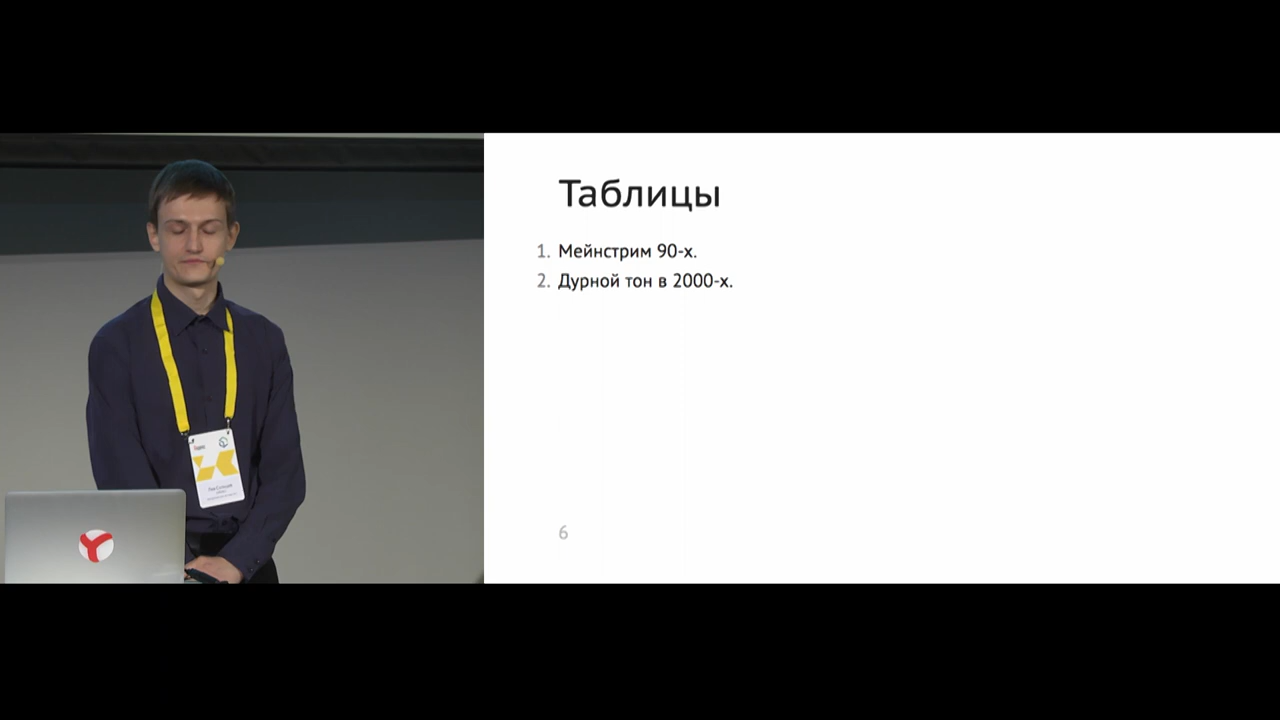 Таблицы
1. Мейнстрим 90-х.
2. Дурной тон в 2000-х.
6